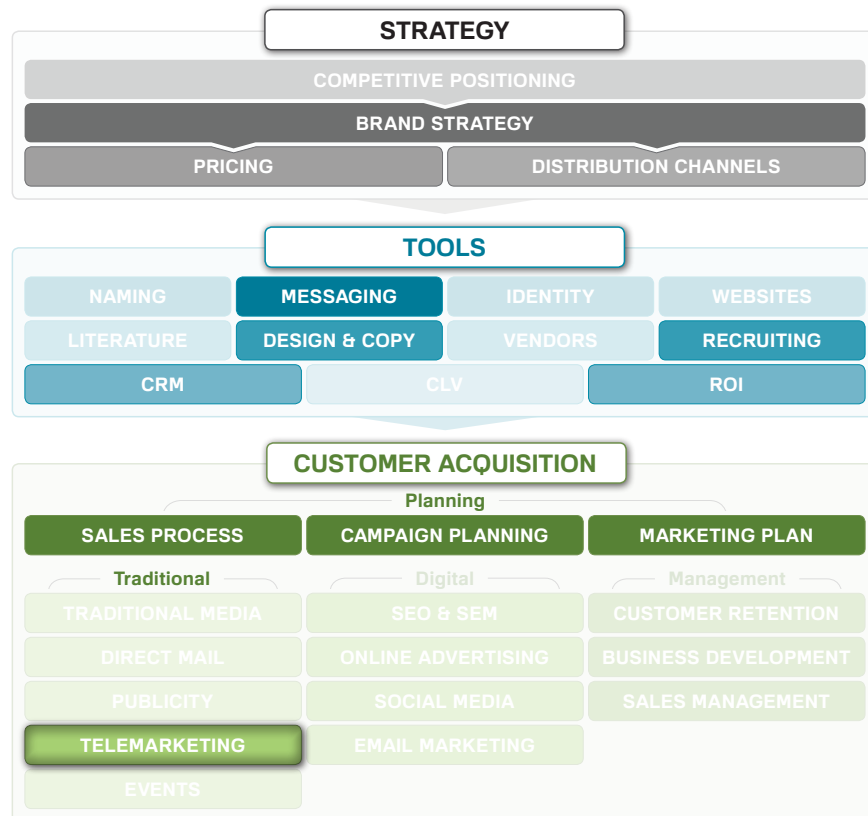 STRATEGY
COMPETITIVE POSITIONING
BRAND STRATEGY
PRICING DISTRIBUTION CHANNELS
TOOLS
NAMING MESSAGING IDENTITY WEBSITES
LITERATURE DESIGN & COPY VENDORS RECRUITING
CRM CLV ROI
CUSTOMER ACQUISITION
Planning
SALES PROCESS CAMPAIGN PLANNING MARKETING PLAN
Traditional Digital Management
TRADITIONAL MEDIA SEO & SEM CUSTOMER RETENTION
DIRECT MAIL ONLINE ADVERTISING BUSINESS DEVELOPMENT
PUBLICITY SOCIAL MEDIA SALES MANAGEMENT
TELEMARKETING EMAIL MARKETING
EVENTS